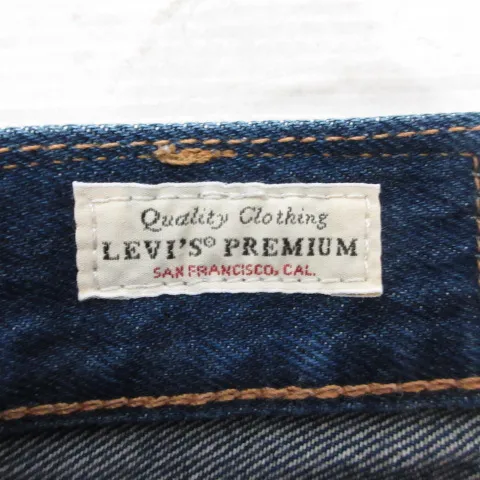 Quality Clothing
LEVI'S® PREMIUM
SAN FRANCISCO, CAL.